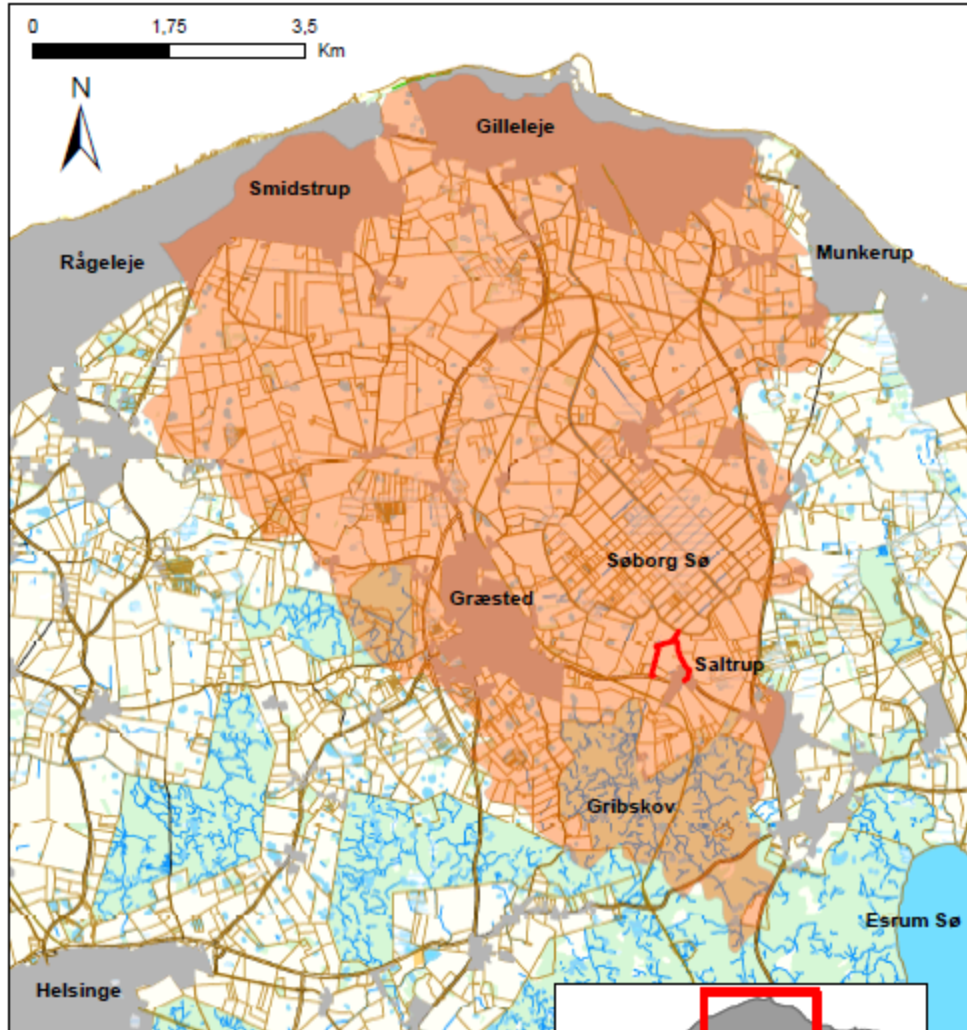 0 1,75 3,5
Km
N
Gilleleje
Smidstrup
Rågeleje
Munkerup
Søborg Sø
Græsted
Saltrup
Gribskov
Esrum Sø
Helsinge